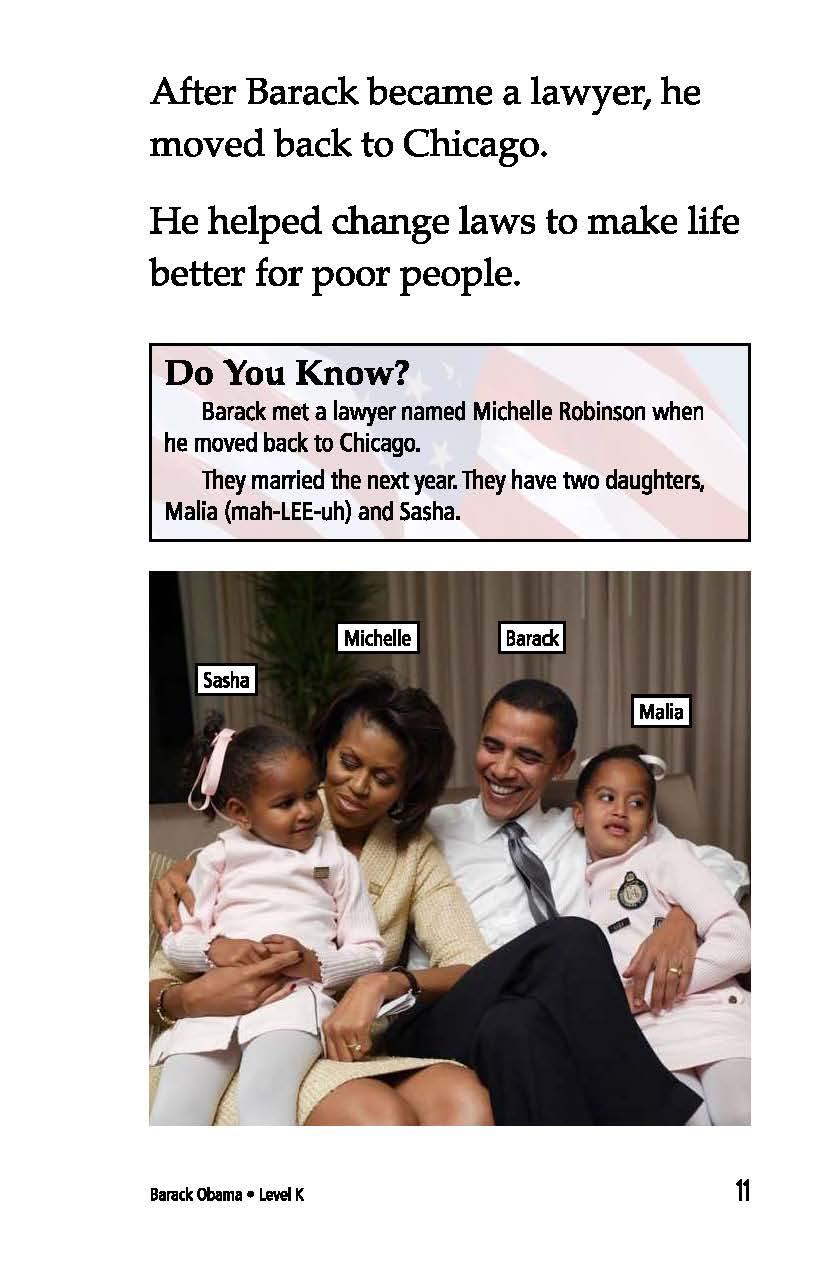 After Barack became a lawyer, he
moved back to Chicago.
He helped change laws to make life
better for poor people.
Do You Know?
Barack met a lawyer named Michelle Robinson when
he moved back to Chicago.
They married the next year. They have two daughters,
Malia (mah-LEE-uh) and Sasha.
Michelle
Barack
Sasha
Malia
Barack Obama • Level K
11